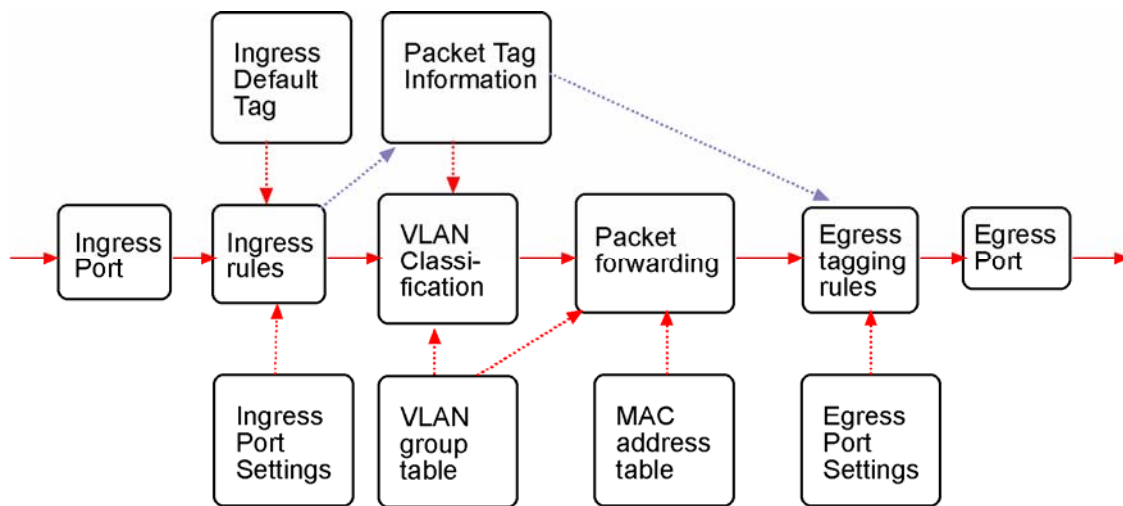 Ingress
Default
Tag
Packet Tag
Information
Ingress
Port
Ingress
rules
VLAN
Classi-
fication
Packet
forwarding
Egress
tagging
rules
Egress
Port
Ingress
Port
Settings
VLAN
group
table
MAC
address
table
Egress
Port
Settings